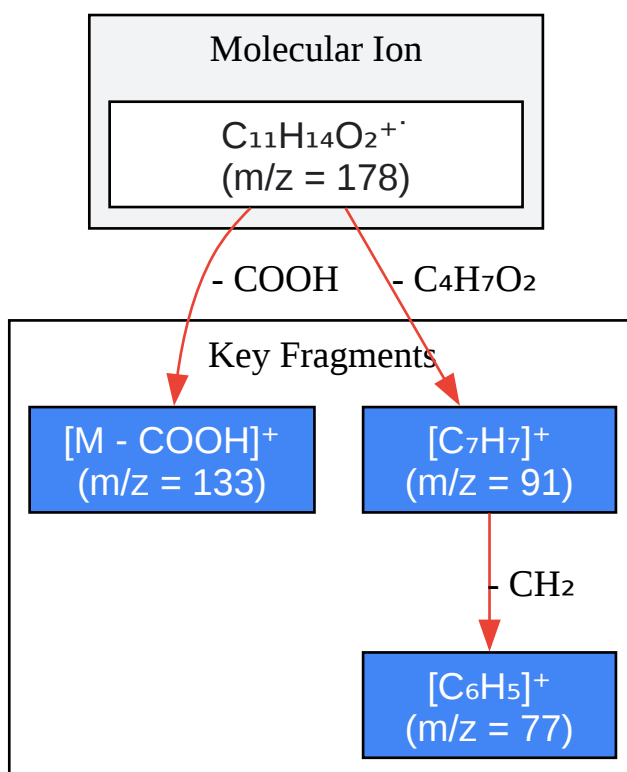 Molecular Ion
C₁₁H₁₄O₂⁺˙
(m/z = 178)
- COOH
- C₄H₇O₂
Key Fragments
[M - COOH]⁺
(m/z = 133)
[C₇H₇]⁺
(m/z = 91)
- CH₂
[C₆H₅]⁺
(m/z = 77)